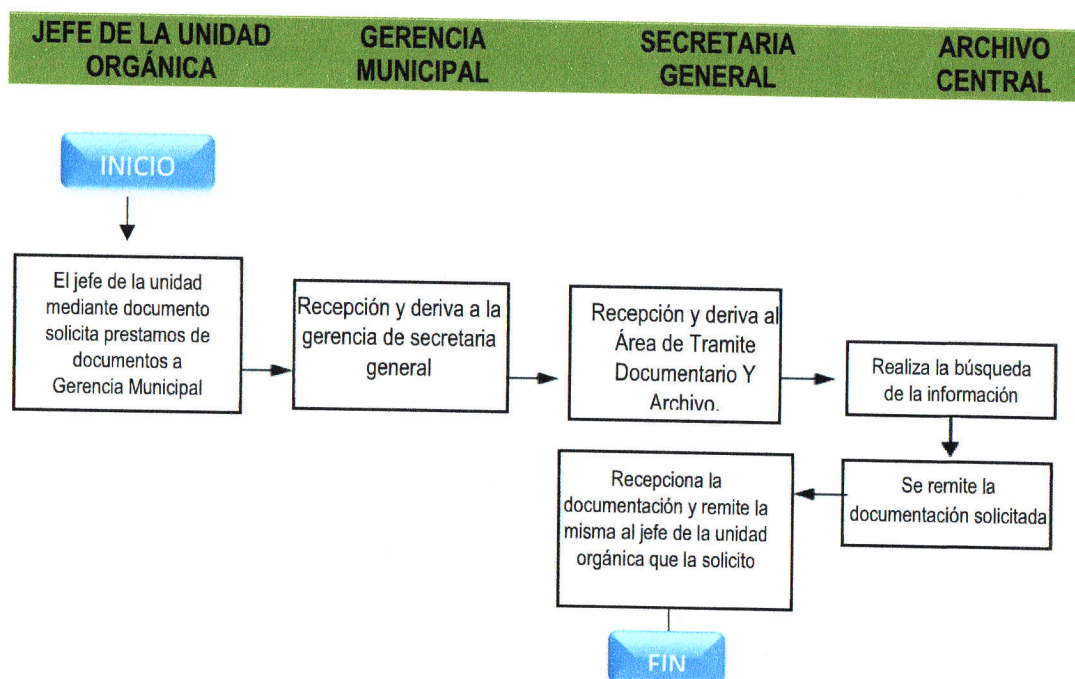 JEFE DE LA UNIDAD
ORGÁNICA
GERENCIA
MUNICIPAL
SECRETARIA
GENERAL
ARCHIVO
CENTRAL
INICIO
El jefe de la unidad
mediante documento
solicita prestamos de
documentos a
Gerencia Municipal
Recepción y deriva a la
gerencia de secretaria
general
Recepción y deriva al
Área de Tramite
Documentario Y
Archivo.
Realiza la búsqueda
de la información
Se remite la
documentación solicitada
Recepciona la
documentación y remite la
misma al jefe de la unidad
orgánica que la solicito
FIN